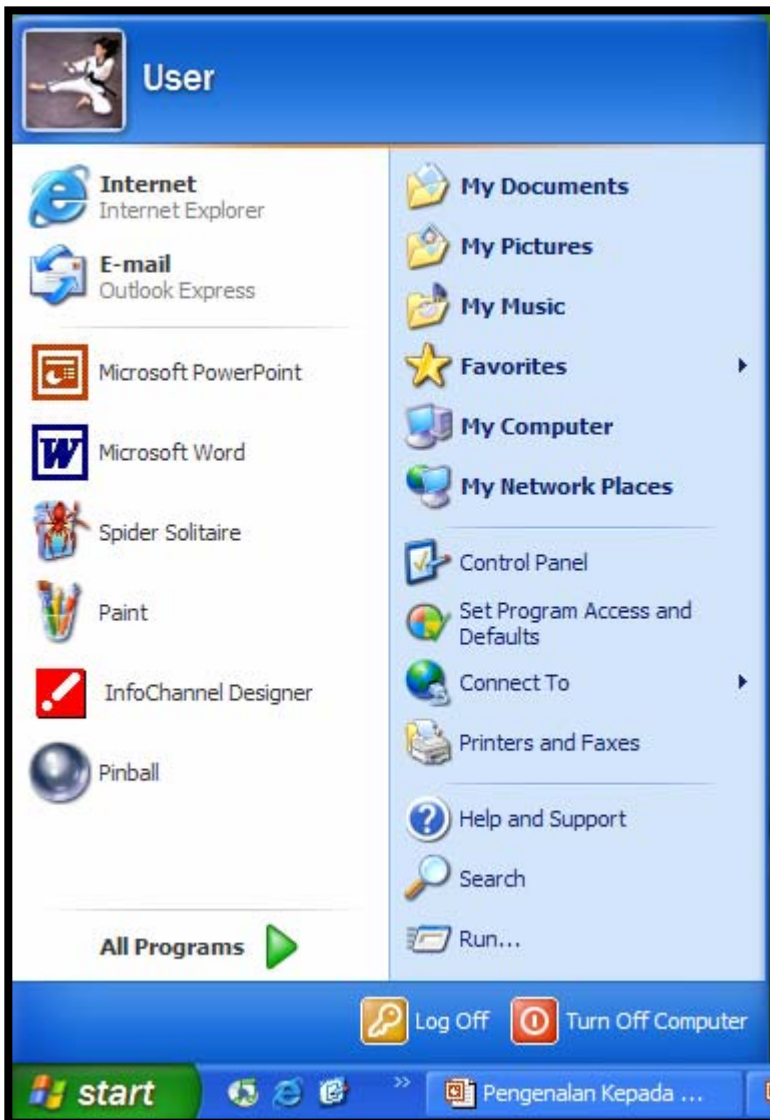 User
Internet
Internet Explorer
E-mail
Outlook Express
Microsoft PowerPoint
Microsoft Word
Spider Solitaire
Paint
InfoChannel Designer
Pinball
All Programs
My Documents
My Pictures
My Music
Favorites
My Computer
My Network Places
Control Panel
Set Program Access and
Defaults
Connect To
Printers and Faxes
Help and Support
Search
Run...
Log Off
Turn Off Computer
start
Pengenalan Kepada ...